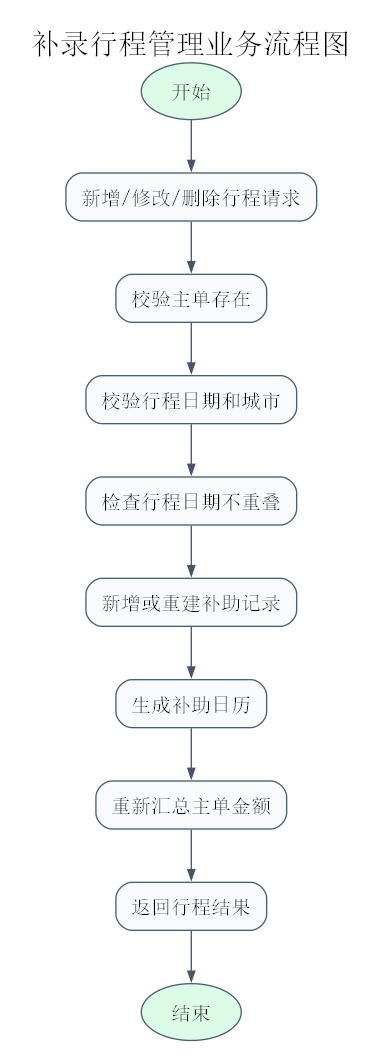 补录行程管理业务流程图
开始
新增/修改/删除行程请求
校验主单存在
校验行程日期和城市
检查行程日期不重叠
新增或重建补助记录
生成补助日历
重新汇总主单金额
返回行程结果
结束